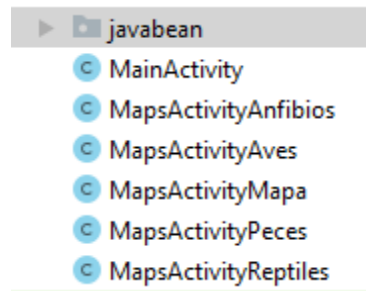 javabean
C MainActivity
C MapsActivityAnfibios
C MapsActivityAves
C MapsActivityMapa
C MapsActivityPeces
C MapsActivityReptiles